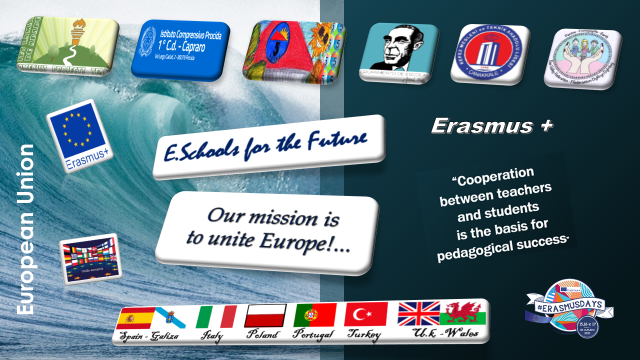 Istituto Comprensivo Procida
1° C.d. - Capraro
ÇANAKKALE
Erasmus+
E.Schools for the Future
Erasmus +
European Union
Our mission is
to unite Europe!...
“Cooperation
between teachers
and students
is the basis for
pedagogical success.
#ERASMUSDAYS
Spain - Galiza Italy Poland Portugal Turkey U.k -Wales